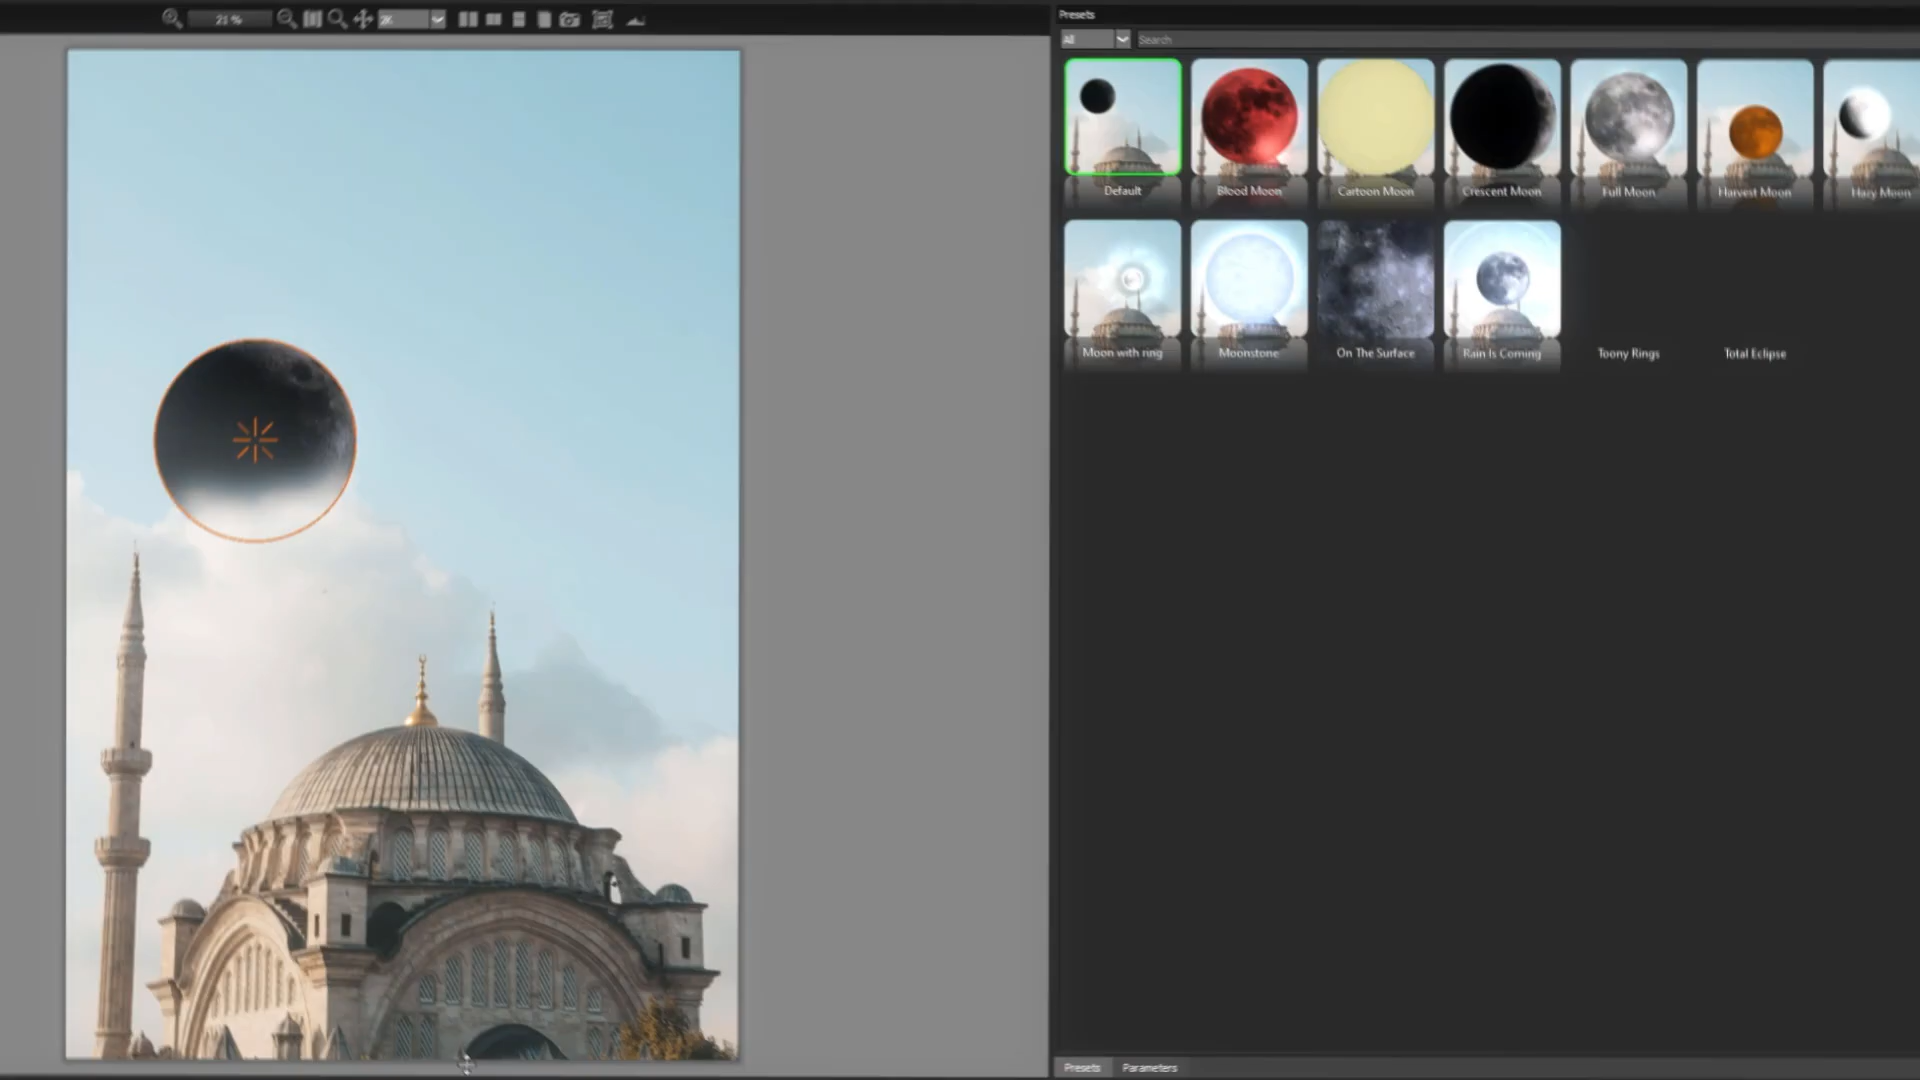 21 %
2K
Presets
All
Search
Default
Blood Moon
Cartoon Moon
Crescent Moon
Full Moon
Harvest Moon
Hazy Moon
Moon with ring
Moonstone
On The Surface
Rain Is Coming
Toony Rings
Total Eclipse
Presets
Parameters